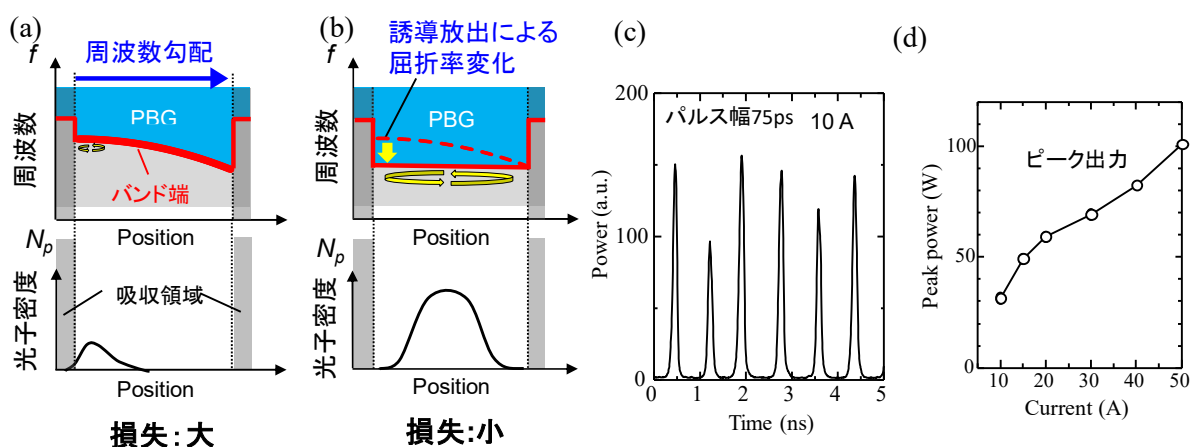 (a)
f
周波数勾配
PBG
周波数
バンド端
Position
Np
光子密度
吸収領域
Position
損失：大
(b)
f
誘導放出による
屈折率変化
PBG
周波数
Position
Np
光子密度
Position
損失:小
(c)
200
パルス幅75ps 10 A
Power (a.u.)
100
0
0 1 2 3 4 5
Time (ns)
(d)
ピーク出力
Peak power (W)
100
50
0
10 20 30 40 50
Current (A)